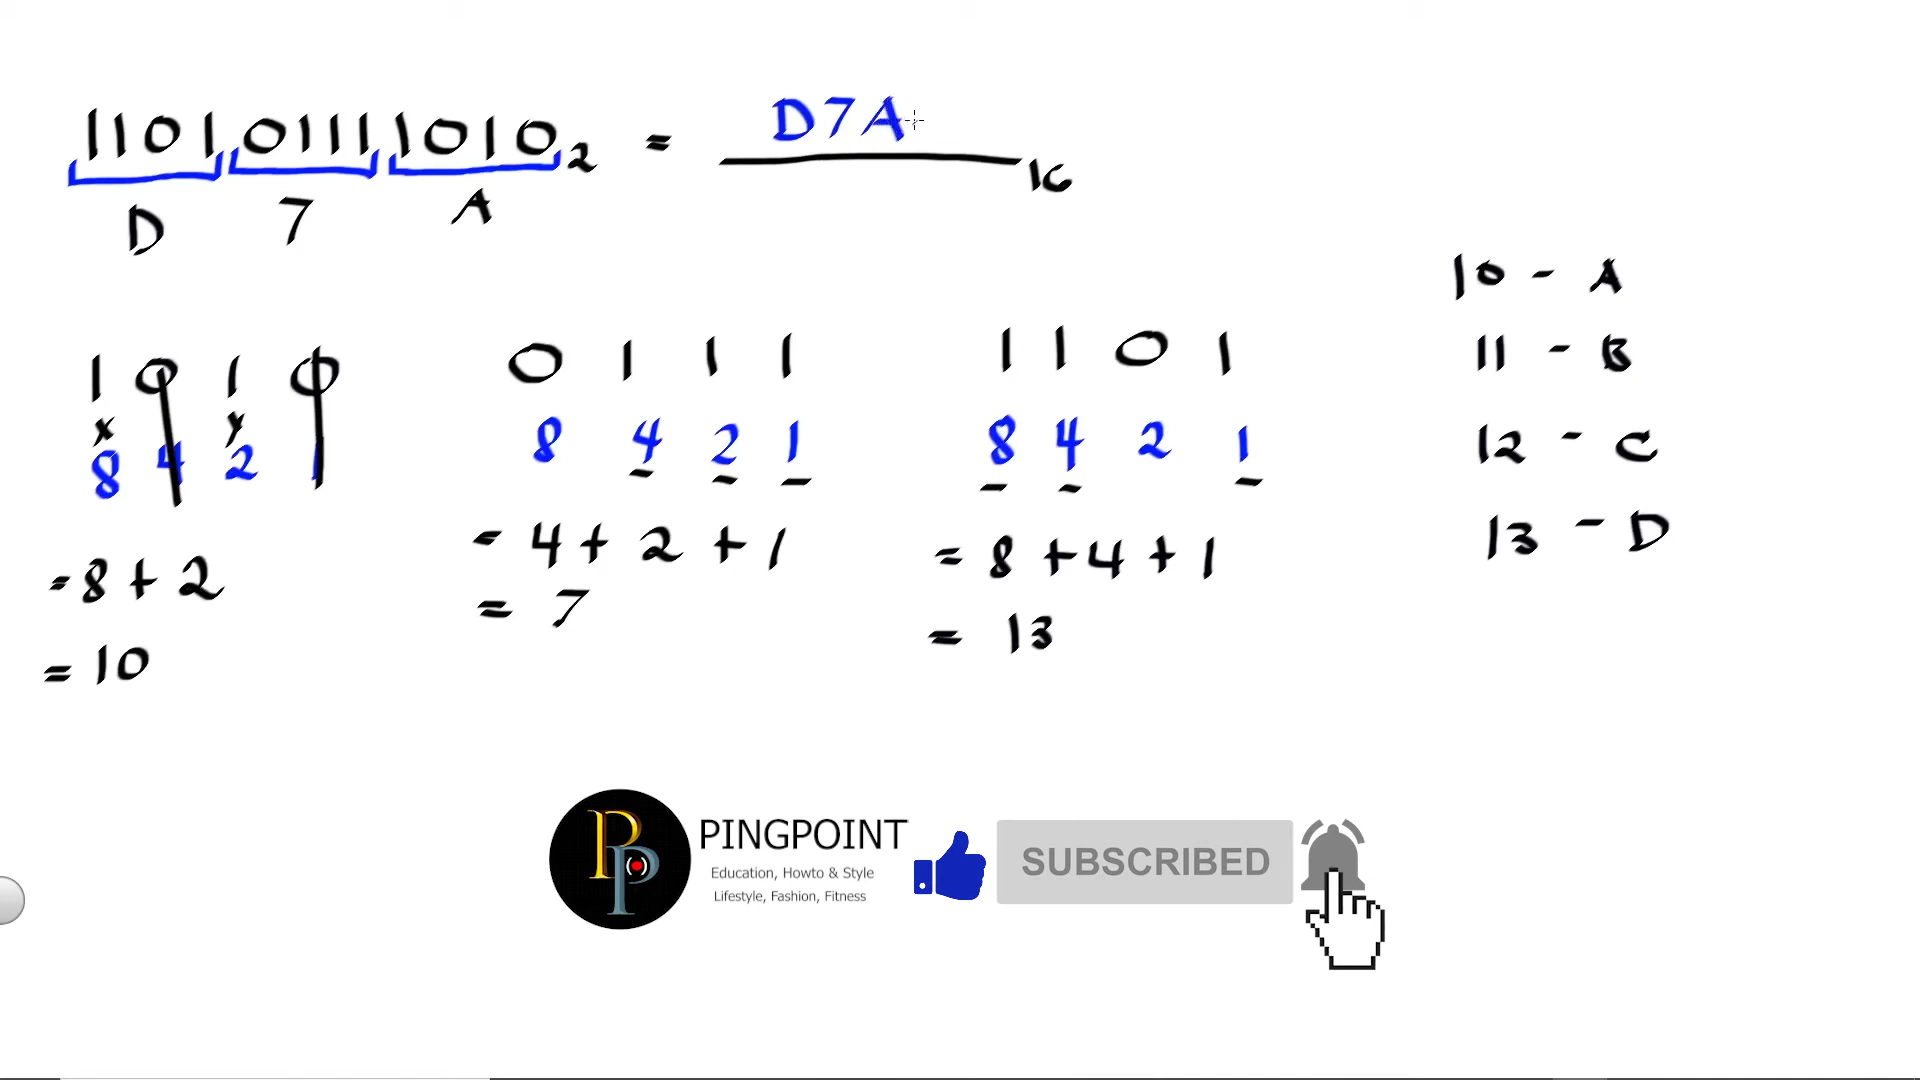 110101111010₂ = D7A₁₆
D 7 A
1 0 1 0
x x
8 4 2 1
= 8 + 2
= 10
0 1 1 1
8 4 2 1
= 4 + 2 + 1
= 7
1 1 0 1
8 4 2 1
= 8 + 4 + 1
= 13
10 - A
11 - B
12 - C
13 - D
PP
PINGPOINT
Education, Howto & Style
Lifestyle, Fashion, Fitness
SUBSCRIBED